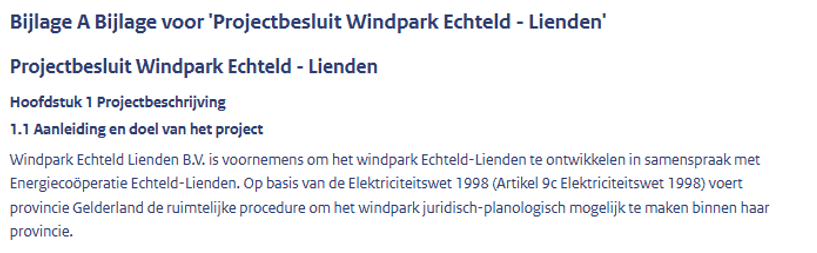 Bijlage A Bijlage voor 'Projectbesluit Windpark Echteld - Lienden'
Projectbesluit Windpark Echteld - Lienden
Hoofdstuk 1 Projectbeschrijving
1.1 Aanleiding en doel van het project
Windpark Echteld Lienden B.V. is voornemens om het windpark Echteld-Lienden te ontwikkelen in samenspraak met
Energiecoöperatie Echteld-Lienden. Op basis van de Elektriciteitswet 1998 (Artikel 9c Elektriciteitswet 1998) voert
provincie Gelderland de ruimtelijke procedure om het windpark juridisch-planologisch mogelijk te maken binnen haar
provincie.